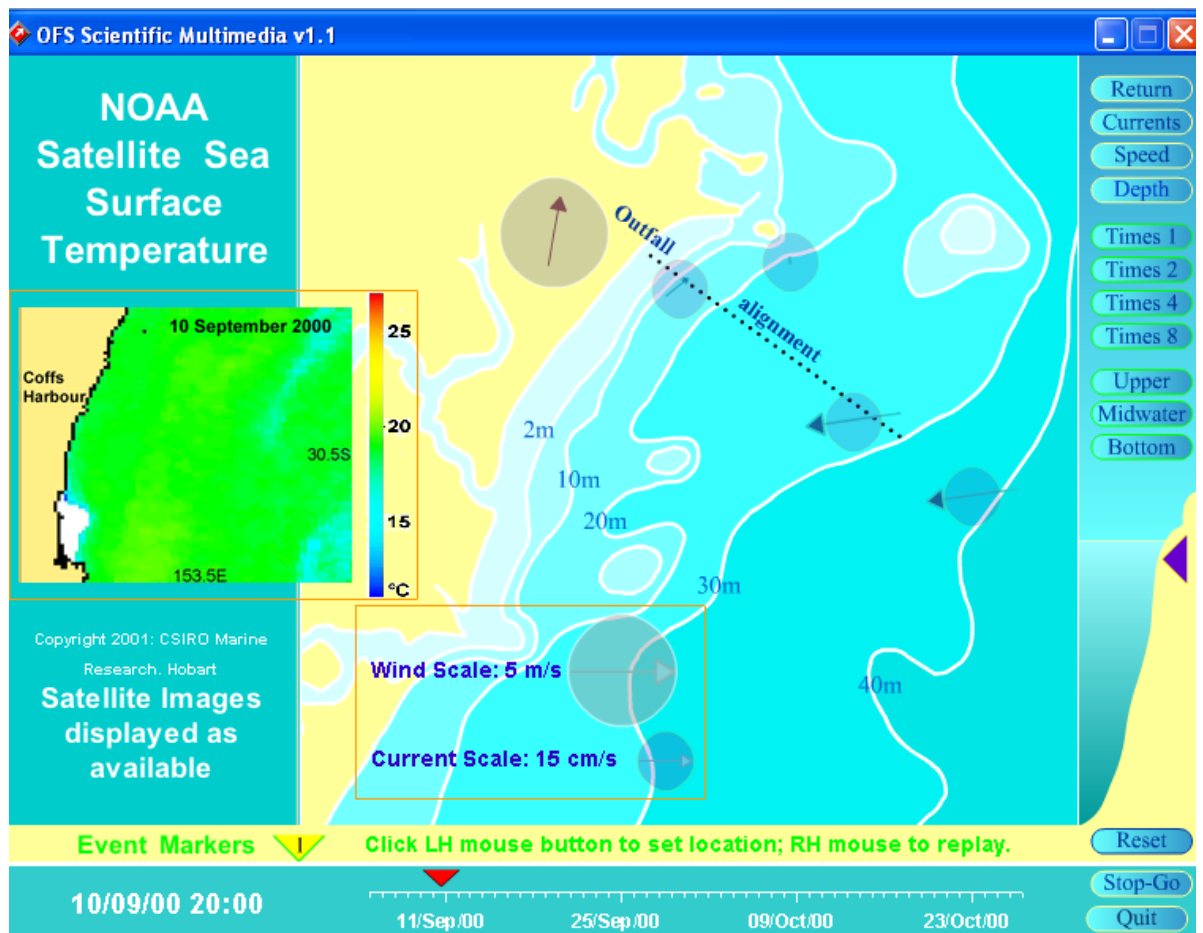 OFS Scientific Multimedia v1.1
NOAA
Satellite Sea
Surface
Temperature
10 September 2000
Coffs
Harbour
30.5S
153.5E
25
20
15
°C
Copyright 2001: CSIRO Marine
Research. Hobart
Satellite Images
displayed as
available
Outfall
alignment
2m
10m
20m
30m
40m
Wind Scale: 5 m/s
Current Scale: 15 cm/s
Return
Currents
Speed
Depth
Times 1
Times 2
Times 4
Times 8
Upper
Midwater
Bottom
Event Markers
Click LH mouse button to set location; RH mouse to replay.
Reset
10/09/00 20:00
11/Sep/00
25/Sep/00
09/Oct/00
23/Oct/00
Stop-Go
Quit